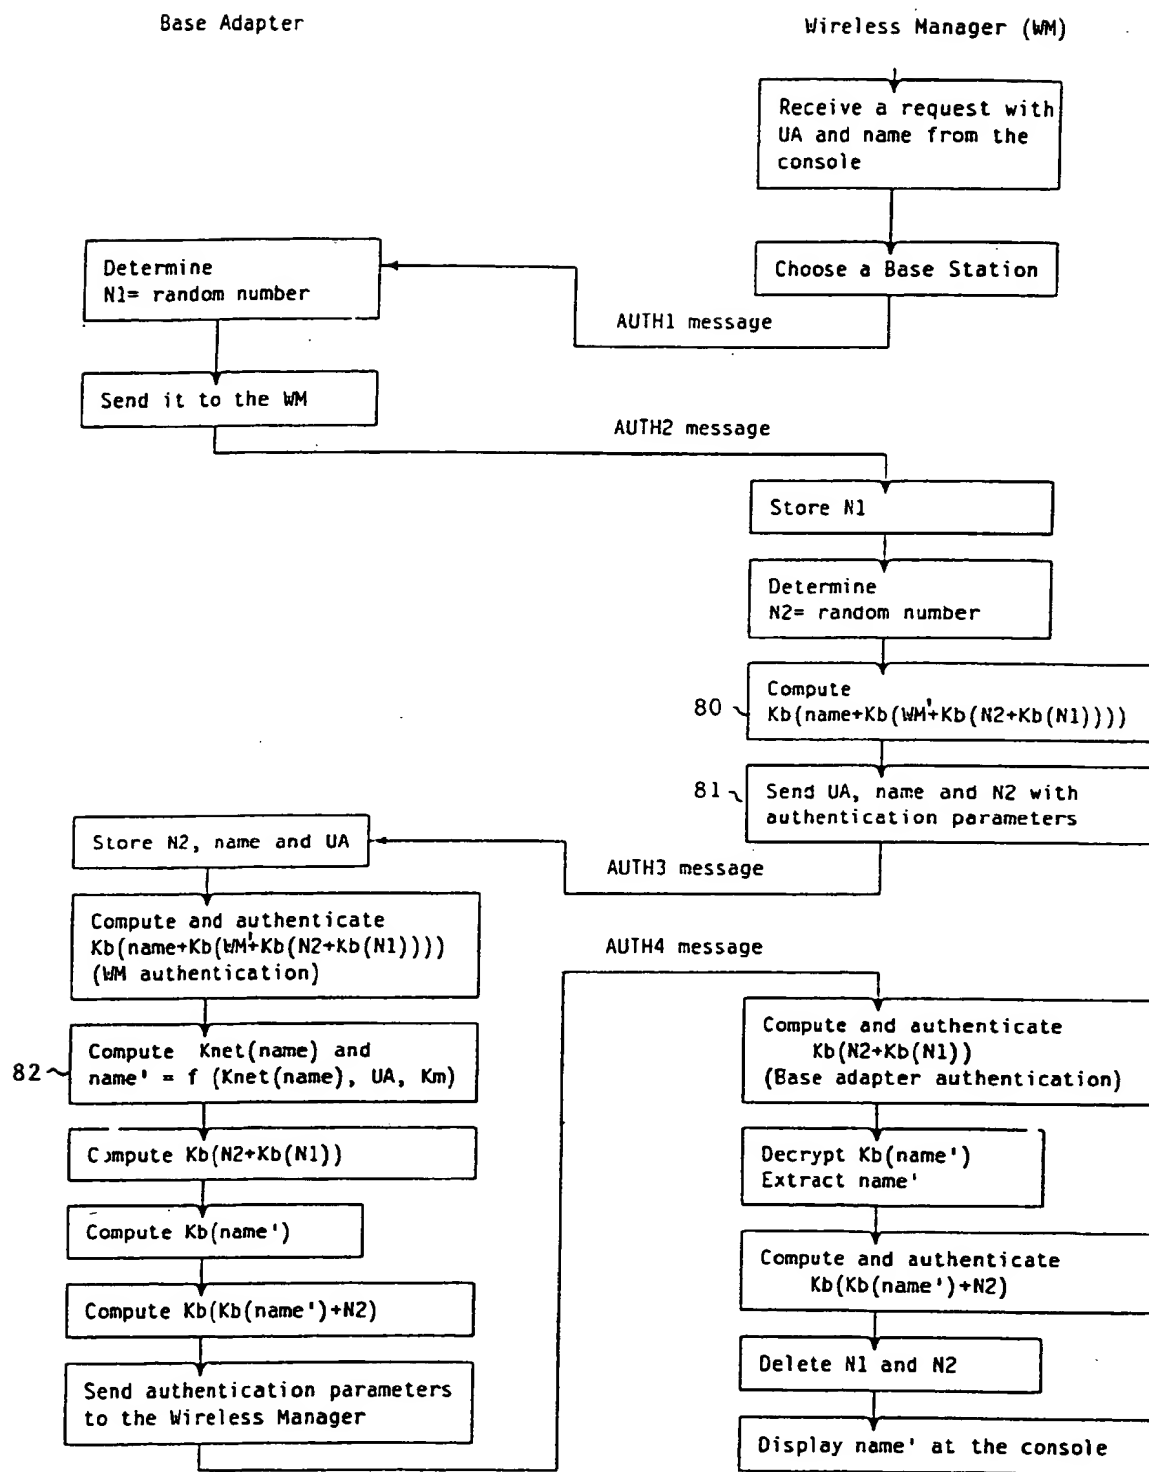 Base Adapter
Wireless Manager (WM)
Receive a request with
UA and name from the
console
Choose a Base Station
Determine
N1= random number
AUTH1 message
Send it to the WM
AUTH2 message
Store N1
Determine
N2= random number
80
Compute
Kb(name+Kb(WM'+Kb(N2+Kb(N1))))
81
Send UA, name and N2 with
authentication parameters
Store N2, name and UA
AUTH3 message
Compute and authenticate
Kb(name+Kb(WM'+Kb(N2+Kb(N1))))
(WM authentication)
AUTH4 message
Compute and authenticate
Kb(N2+Kb(N1))
(Base adapter authentication)
82
Compute Knet(name) and
name' = f (Knet(name), UA, Km)
Compute Kb(N2+Kb(N1))
Decrypt Kb(name')
Extract name'
Compute Kb(name')
Compute and authenticate
Kb(Kb(name')+N2)
Compute Kb(Kb(name')+N2)
Delete N1 and N2
Send authentication parameters
to the Wireless Manager
Display name' at the console